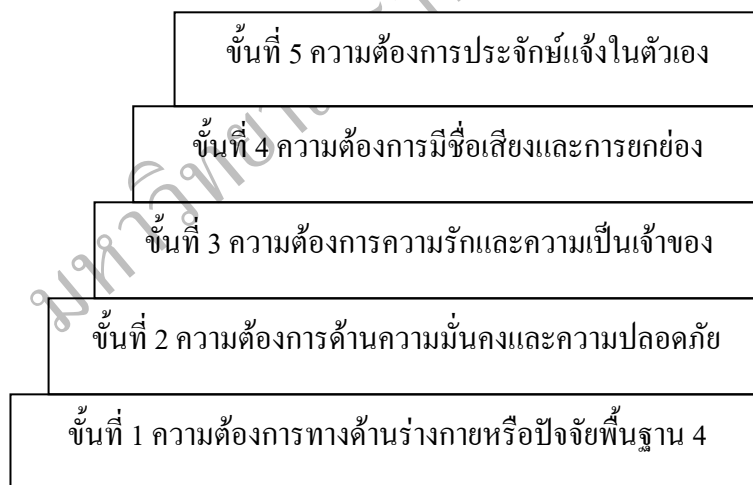 ขั้นที่ 5 ความต้องการประจักษ์แจ้งในตัวเอง
ขั้นที่ 4 ความต้องการมีชื่อเสียงและการยกย่อง
ขั้นที่ 3 ความต้องการความรักและความเป็นเจ้าของ
ขั้นที่ 2 ความต้องการด้านความมั่นคงและความปลอดภัย
ขั้นที่ 1 ความต้องการทางด้านร่างกายหรือปัจจัยพื้นฐาน 4